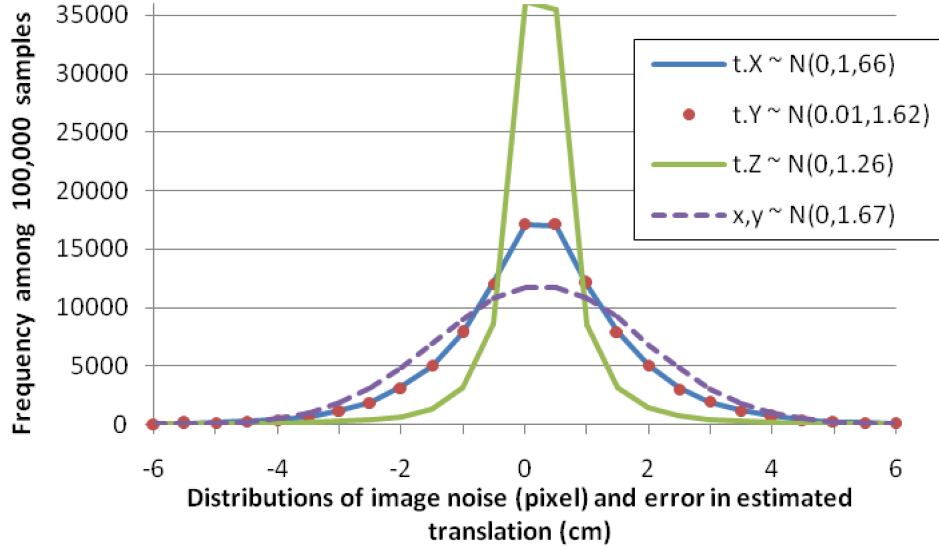 Frequency among 100,000 samples
35000
30000
25000
20000
15000
10000
5000
0
-6
-4
-2
0
2
4
6
t.X ~ N(0,1,66)
t.Y ~ N(0.01,1.62)
t.Z ~ N(0,1.26)
x,y ~ N(0,1.67)
Distributions of image noise (pixel) and error in estimated
translation (cm)